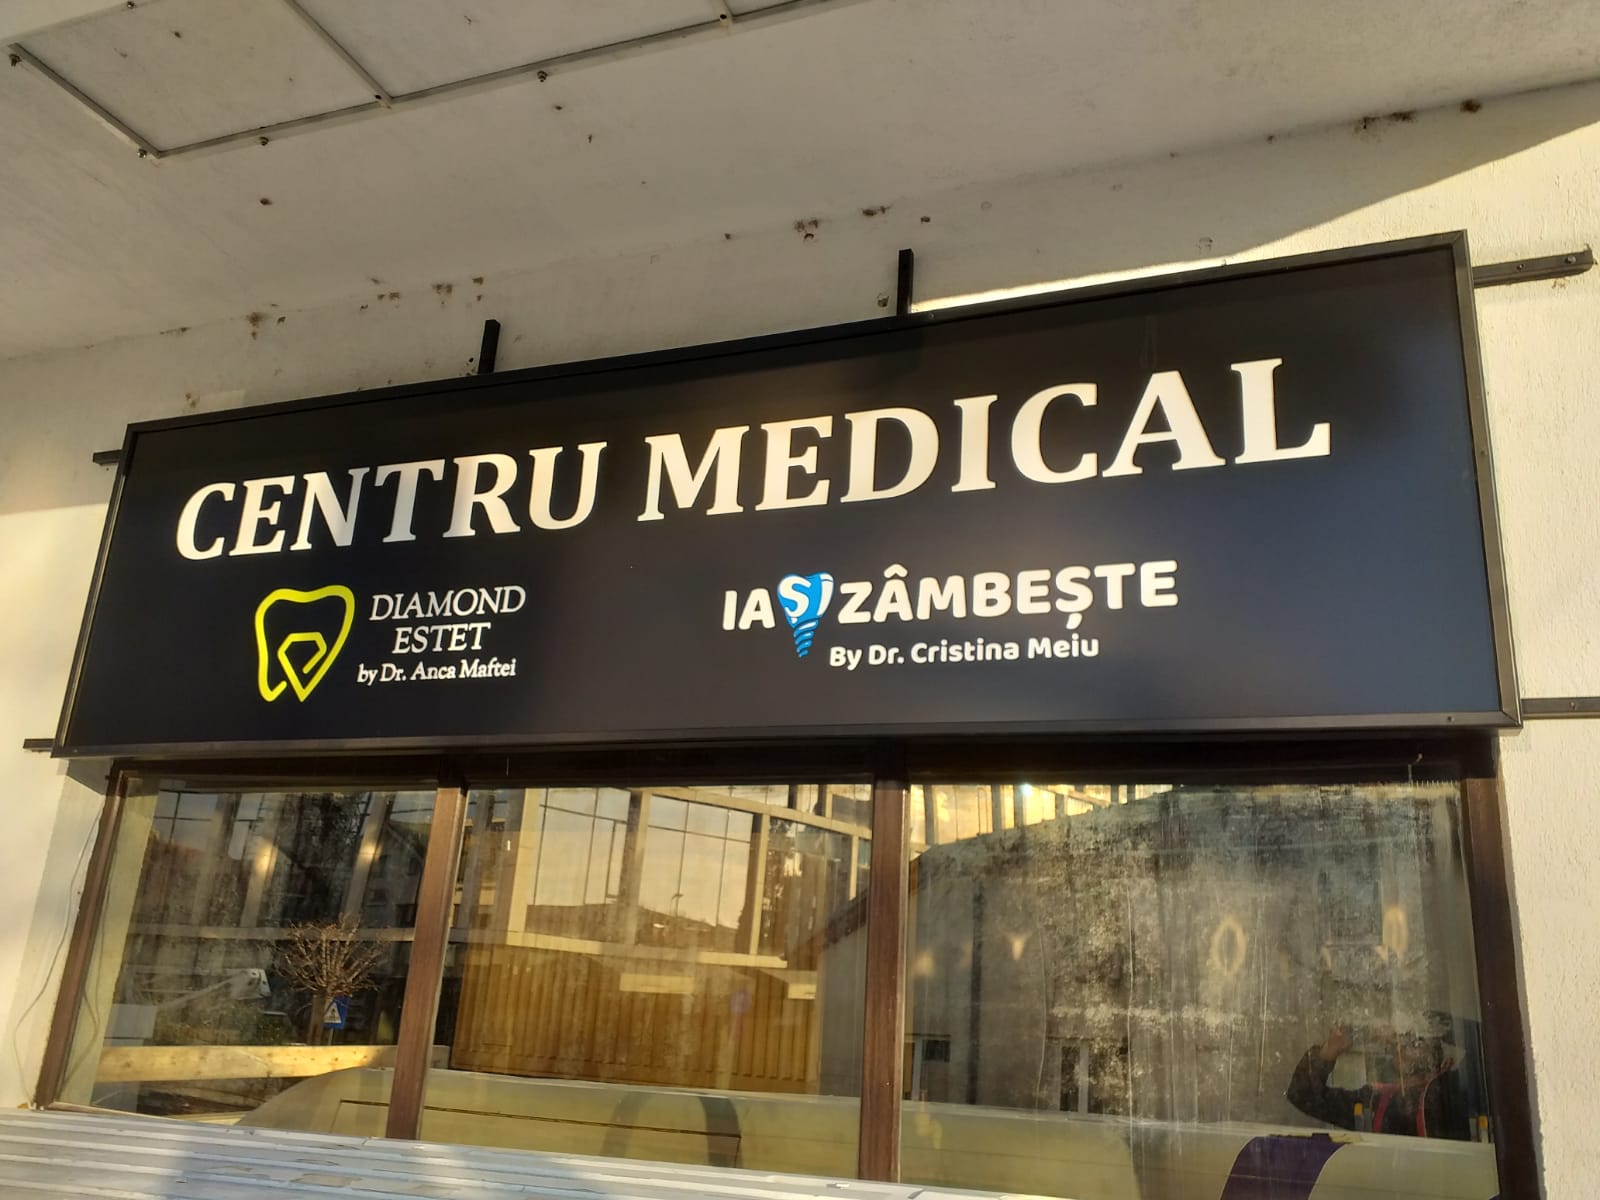 CENTRU MEDICAL
DIAMOND
ESTET
by Dr. Anca Maftei
IAȘI ZÂMBEȘTE
By Dr. Cristina Meiu